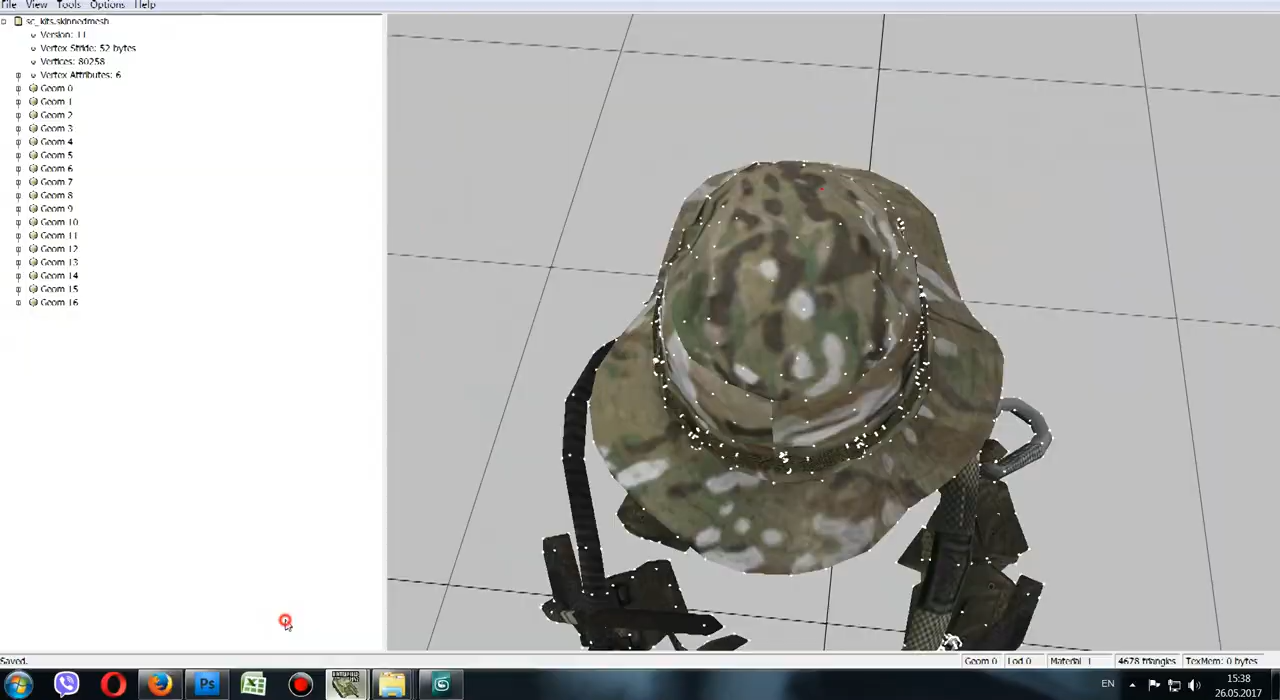 File View Tools Options Help
sc_kits.skinnedmesh
Version: 11
Vertex Stride: 52 bytes
Vertices: 80258
Vertex Attributes: 6
Geom 0
Geom 1
Geom 2
Geom 3
Geom 4
Geom 5
Geom 6
Geom 7
Geom 8
Geom 9
Geom 10
Geom 11
Geom 12
Geom 13
Geom 14
Geom 15
Geom 16
Saved.
Geom 0 Lod 0 Material 1 4678 triangles TexMem: 0 bytes
Ps
EN
15:38
26.05.2017